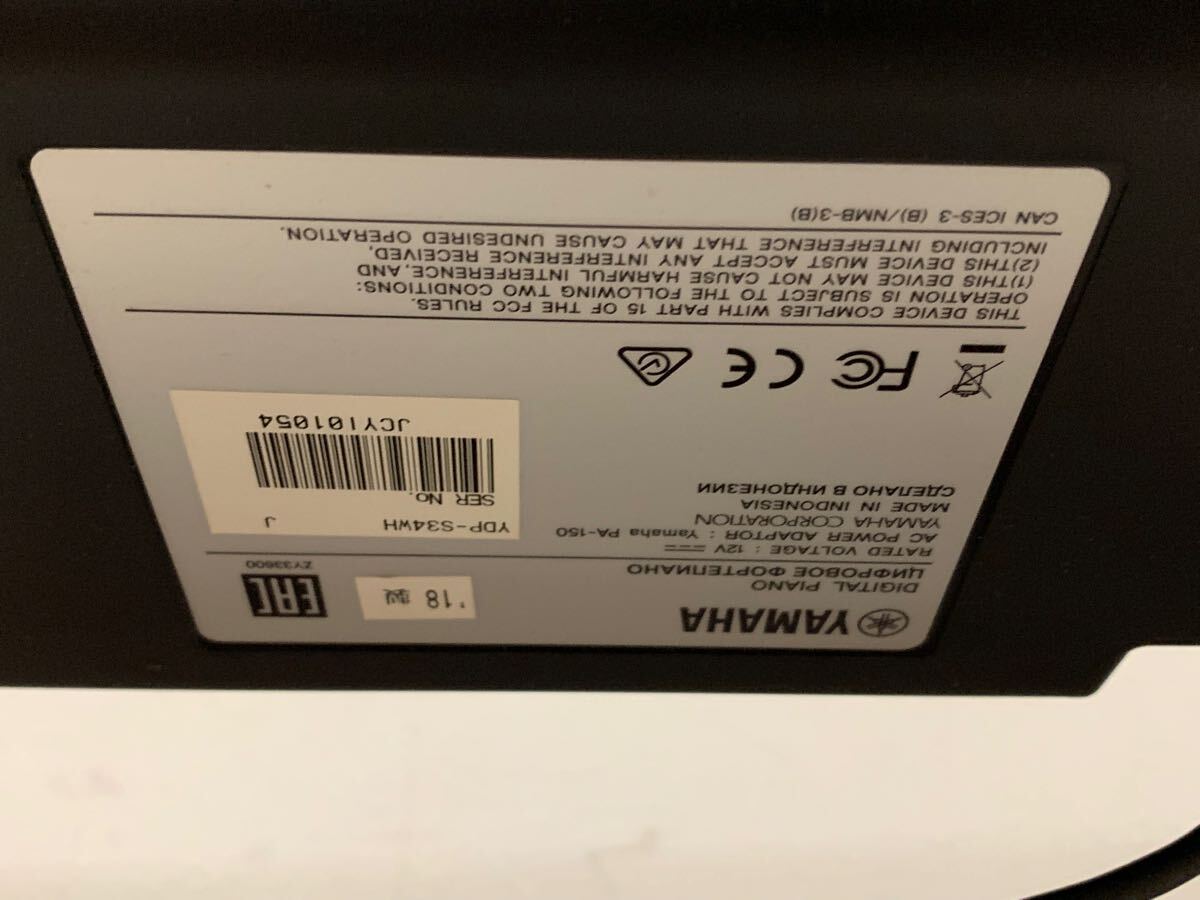 YAMAHA
DIGITAL PIANO
ЦИФРОВОЕ ФОРТЕПИАНО
'18 製
EAC
ZY33600
RATED VOLTAGE : 12V
AC POWER ADAPTOR : Yamaha PA-150
YAMAHA CORPORATION
MADE IN INDONESIA
СДЕЛАНО В ИНДОНЕЗИИ
YDP-S34WH J
SER No.
JCYI01054
FC CE
THIS DEVICE COMPLIES WITH PART 15 OF THE FCC RULES.
OPERATION IS SUBJECT TO THE FOLLOWING TWO CONDITIONS:
(1)THIS DEVICE MAY NOT CAUSE HARMFUL INTERFERENCE, AND
(2)THIS DEVICE MUST ACCEPT ANY INTERFERENCE RECEIVED,
INCLUDING INTERFERENCE THAT MAY CAUSE UNDESIRED OPERATION.
CAN ICES-3 (B)/NMB-3(B)